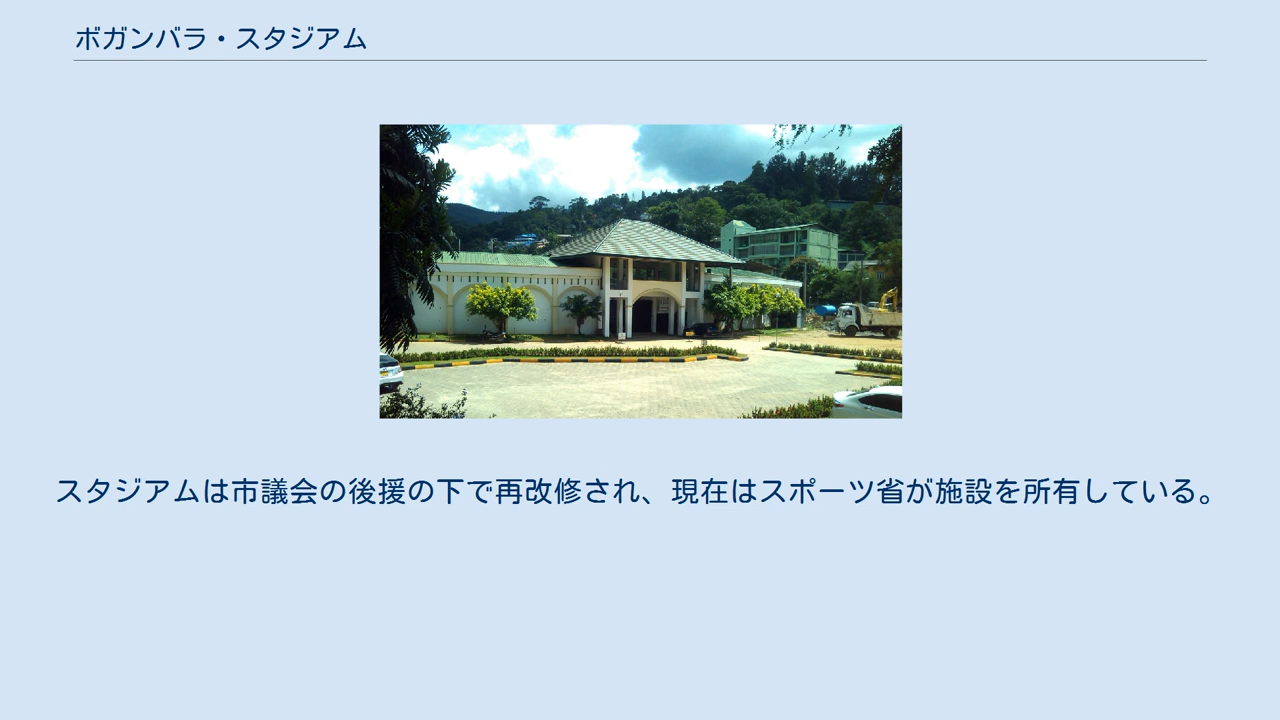 ボガンバラ・スタジアム
スタジアムは市議会の後援の下で再改修され、現在はスポーツ省が施設を所有している。